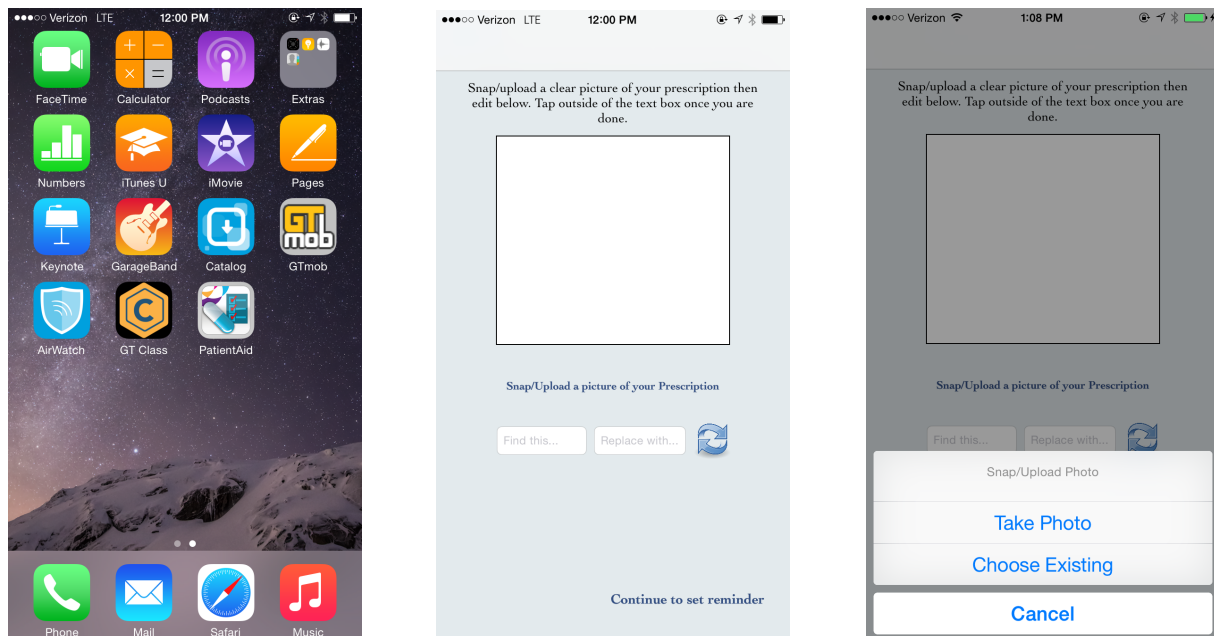 Verizon LTE 12:00 PM
FaceTime Calculator Podcasts Extras
Numbers iTunes U iMovie Pages
GT
mob
Keynote GarageBand Catalog GTmob
C
AirWatch GT Class PatientAid
Phone Mail Safari Music
Verizon LTE 12:00 PM
Snap/upload a clear picture of your prescription then
edit below. Tap outside of the text box once you are
done.
Snap/Upload a picture of your Prescription
Find this... Replace with...
Continue to set reminder
Verizon 1:08 PM
Snap/upload a clear picture of your prescription then
edit below. Tap outside of the text box once you are
done.
Snap/Upload a picture of your Prescription
Find this... Replace with...
Snap/Upload Photo
Take Photo
Choose Existing
Cancel